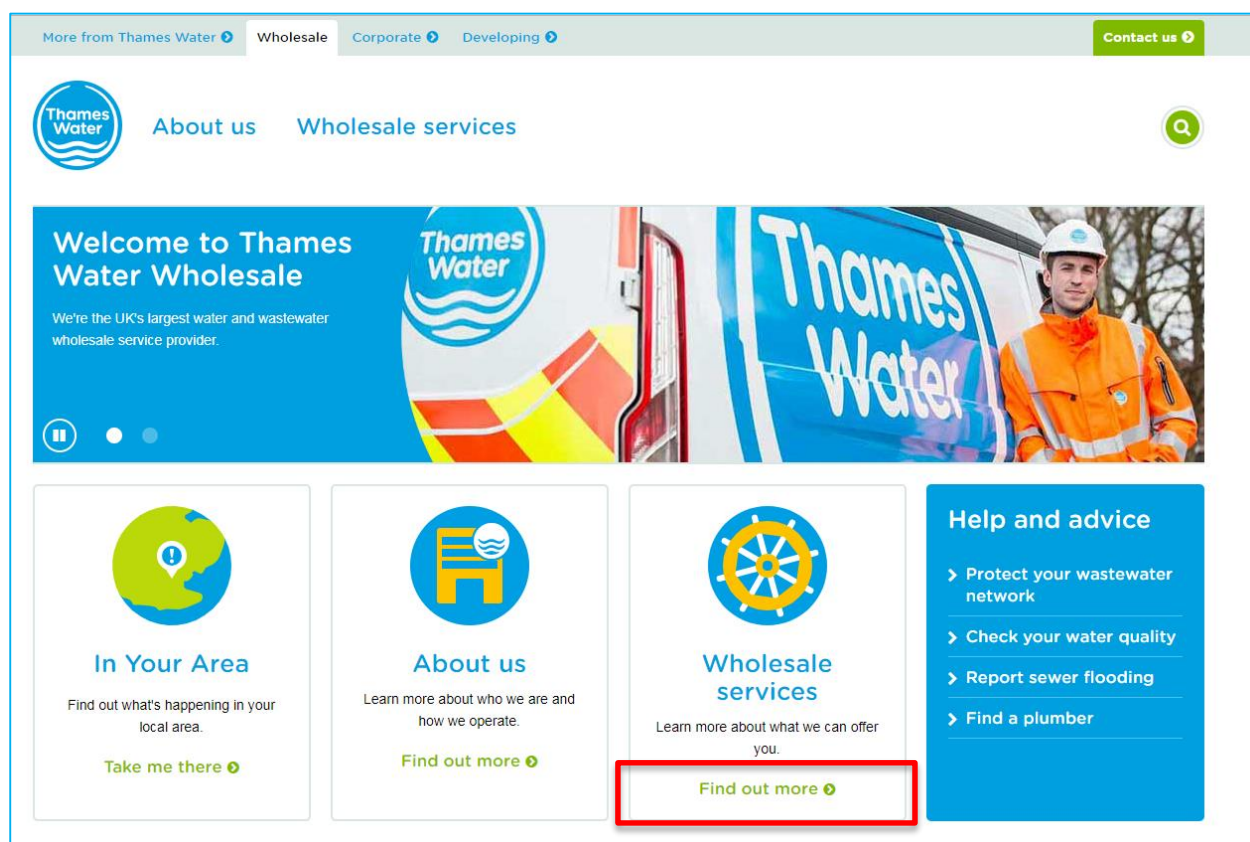 More from Thames Water Wholesale Corporate Developing Contact us
Thames
Water
About us Wholesale services
Welcome to Thames
Water Wholesale
We're the UK's largest water and wastewater
wholesale service provider.
Thames
Water
Thames
Water
In Your Area
Find out what's happening in your
local area.
Take me there
About us
Learn more about who we are and
how we operate.
Find out more
Wholesale
services
Learn more about what we can offer
you.
Find out more
Help and advice
Protect your wastewater
network
Check your water quality
Report sewer flooding
Find a plumber